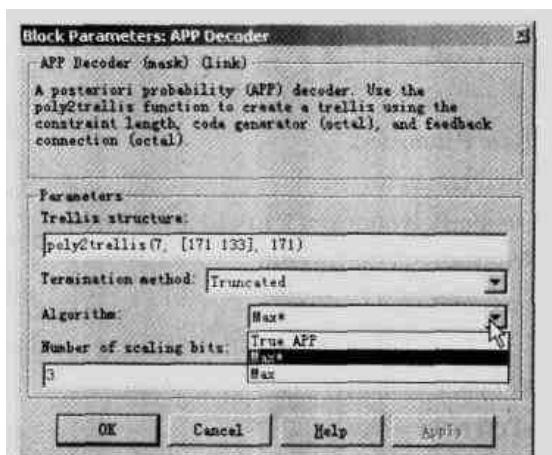 Block Parameters: APP Decoder
APP Decoder (mask) (link)
A posteriori probability (APP) decoder. Use the
poly2trellis function to create a trellis using the
constraint length, code generator (octal), and feedback
connection (octal).
Parameters
Trellis structure:
poly2trellis(7, [171 133], 171)
Termination method: Truncated
Algorithm: Max*
True APP
Max*
Max
Number of scaling bits:
3
OK Cancel Help Apply